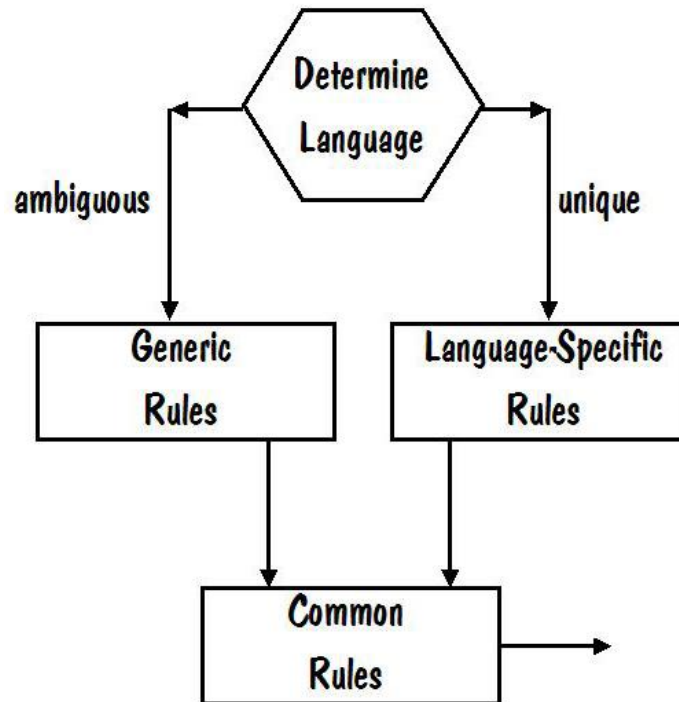 Determine
Language
ambiguous
unique
Generic
Rules
Language-Specific
Rules
Common
Rules